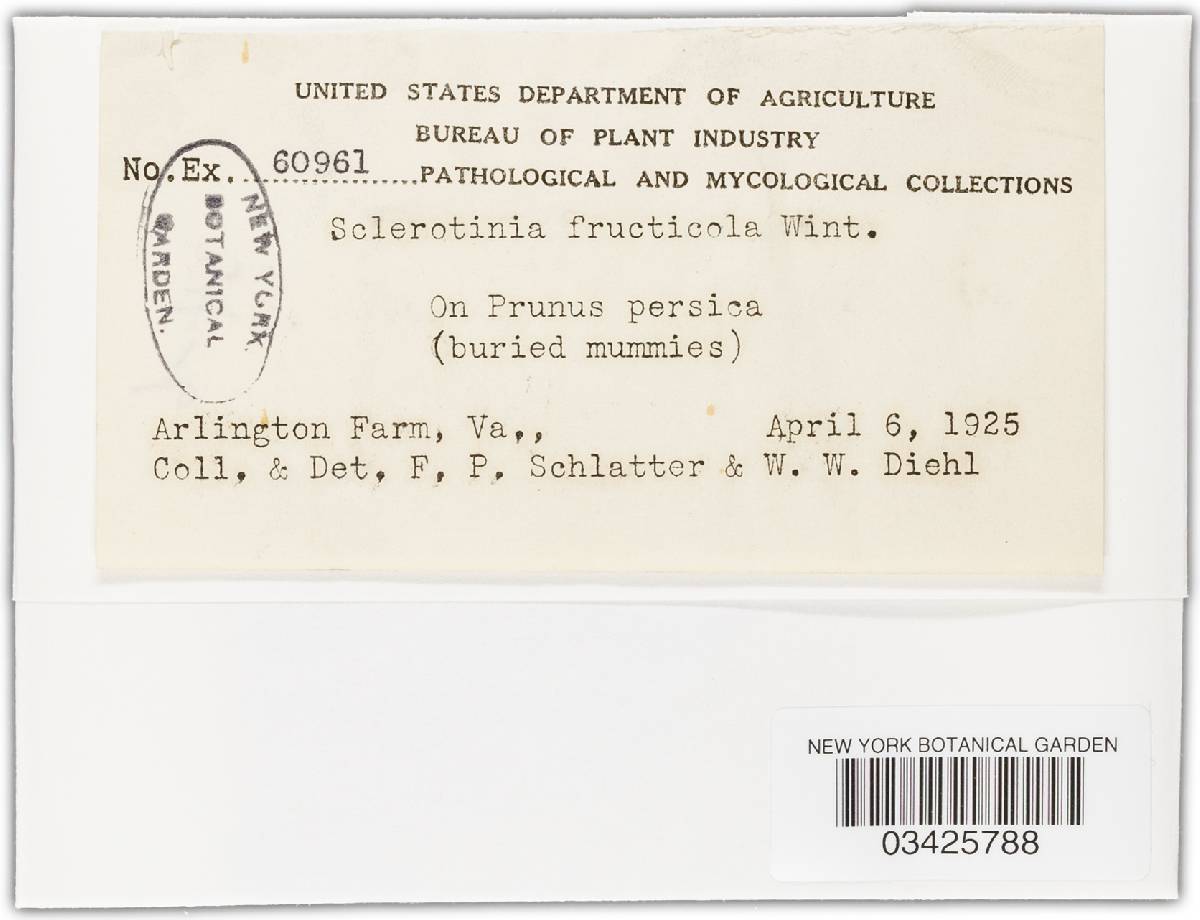 UNITED STATES DEPARTMENT OF AGRICULTURE
BUREAU OF PLANT INDUSTRY
No. Ex. 60961 PATHOLOGICAL AND MYCOLOGICAL COLLECTIONS
NEW YORK
BOTANICAL
GARDEN.
Sclerotinia fructicola Wint.
On Prunus persica
(buried mummies)
Arlington Farm, Va,, April 6, 1925
Coll, & Det, F, P, Schlatter & W. W. Diehl
NEW YORK BOTANICAL GARDEN
03425788